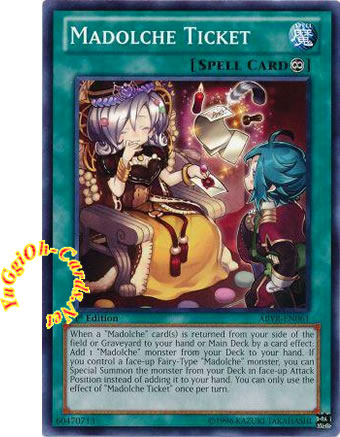 MADOLCHE TICKET
[SPELL CARD]
YuGgiOh-Cards.Net
Edition
ABYR-EN061
When a "Madolche" card(s) is returned from your side of the
field or Graveyard to your hand or Main Deck by a card effect:
Add 1 "Madolche" monster from your Deck to your hand. If
you control a face-up Fairy-Type "Madolche" monster, you can
Special Summon the monster from your Deck in face-up Attack
Position instead of adding it to your hand. You can only use the
effect of "Madolche Ticket" once per turn.
60470713
©1996 KAZUKI TAKAHASHI